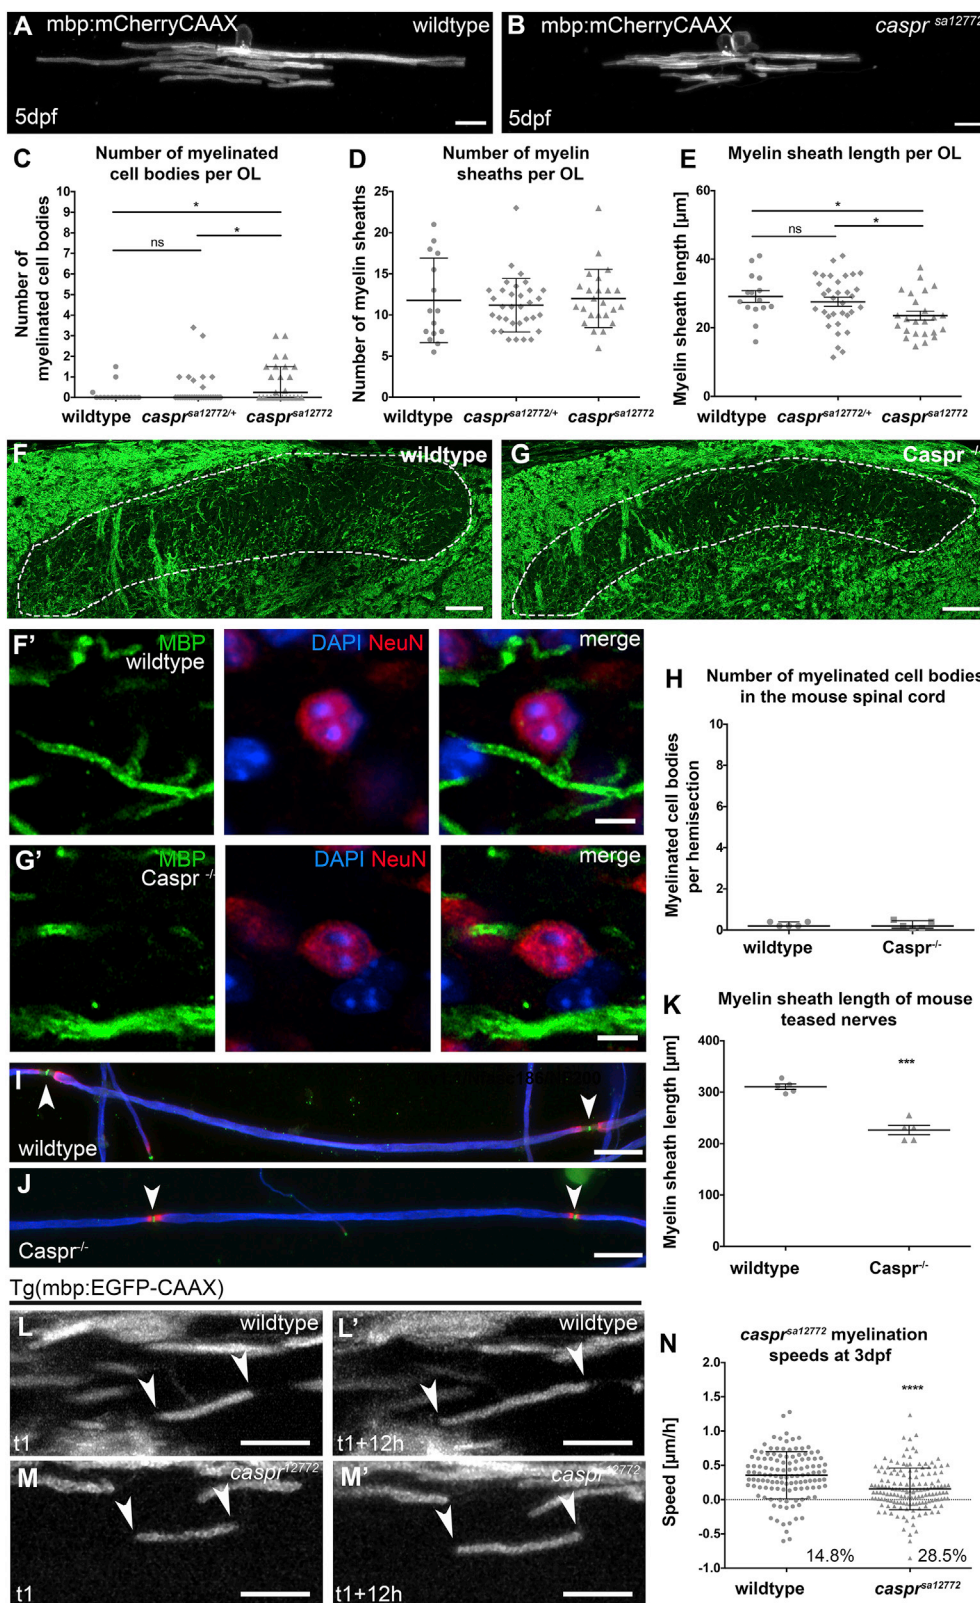 A mbp:mCherryCAAX wildtype
5dpf
B mbp:mCherryCAAX caspr sa12772
5dpf
C Number of myelinated
cell bodies per OL
Number of
myelinated cell bodies
10
9
8
7
6
5
4
3
2
1
0
*
ns *
wildtype caspr sa12772/+ caspr sa12772
D Number of myelin
sheaths per OL
Number of myelin sheaths
25
20
15
10
5
0
wildtype caspr sa12772/+ caspr sa12772
E Myelin sheath length per OL
Myelin sheath length [µm]
60
40
20
0
*
ns *
wildtype caspr sa12772/+ caspr sa12772
F wildtype
G Caspr -/-
F' MBP
wildtype
DAPI NeuN
merge
G' MBP
Caspr -/-
DAPI NeuN
merge
H Number of myelinated cell bodies
in the mouse spinal cord
Myelinated cell bodies
per hemisection
10
8
6
4
2
0
wildtype Caspr-/-
I
wildtype
J
Caspr-/-
K Myelin sheath length of mouse
teased nerves
Myelin sheath length [µm]
400
300
200
100
0
***
wildtype Caspr-/-
Tg(mbp:EGFP-CAAX)
L wildtype
t1
L' wildtype
t1+12h
M caspr12772
t1
M' caspr12772
t1+12h
N caspr sa12772 myelination
speeds at 3dpf
Speed [µm/h]
2.0
1.5
1.0
0.5
0.0
-0.5
-1.0
****
14.8% 28.5%
wildtype caspr sa12772